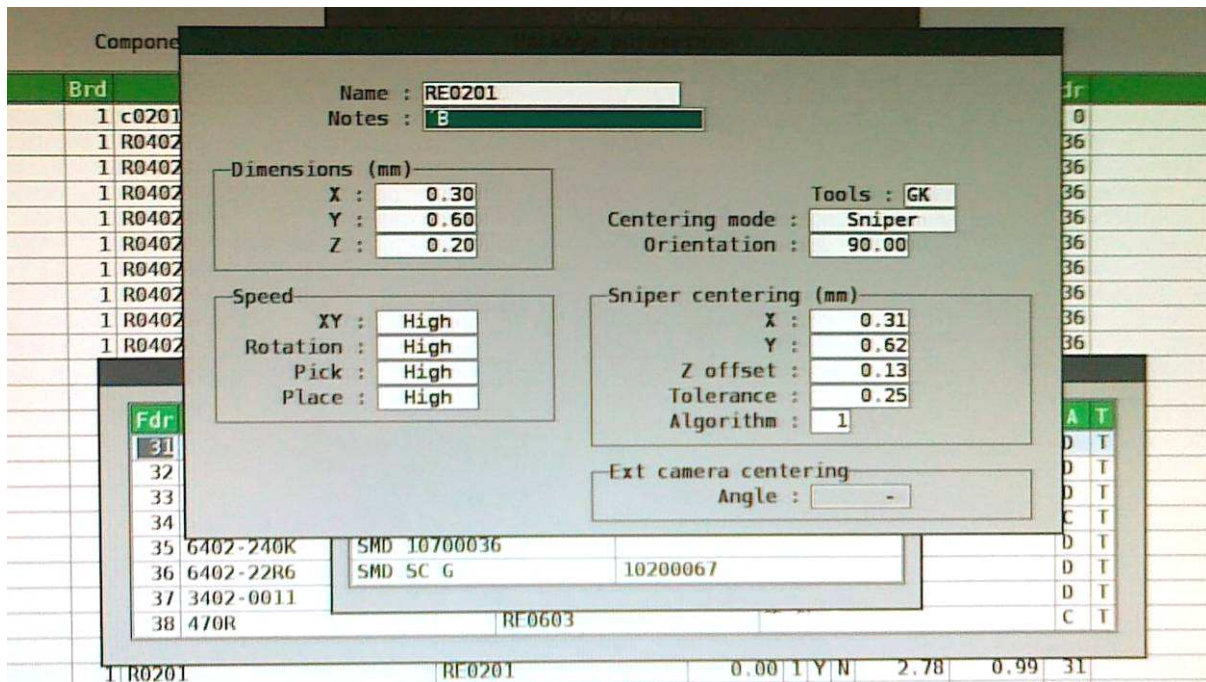 Compone
Brd
dr
1 c0201 0
1 R0402 36
1 R0402 36
1 R0402 36
1 R0402 36
1 R0402 36
1 R0402 36
1 R0402 36
1 R0402 36
1 R0402 36
Name : RE0201
Notes : ´B
Dimensions (mm)
X : 0.30
Y : 0.60
Z : 0.20
Tools : GK
Centering mode : Sniper
Orientation : 90.00
Speed
XY : High
Rotation : High
Pick : High
Place : High
Sniper centering (mm)
X : 0.31
Y : 0.62
Z offset : 0.13
Tolerance : 0.25
Algorithm : 1
Ext camera centering
Angle : -
Fdr A T
31 D T
32 D T
33 D T
34 C T
35 6402-240K SMD 10700036 D T
36 6402-22R6 SMD SC G 10200067 D T
37 3402-0011 D T
38 470R RE0603 C T
1 R0201 RE0201 0.00 1 Y N 2.78 0.99 31